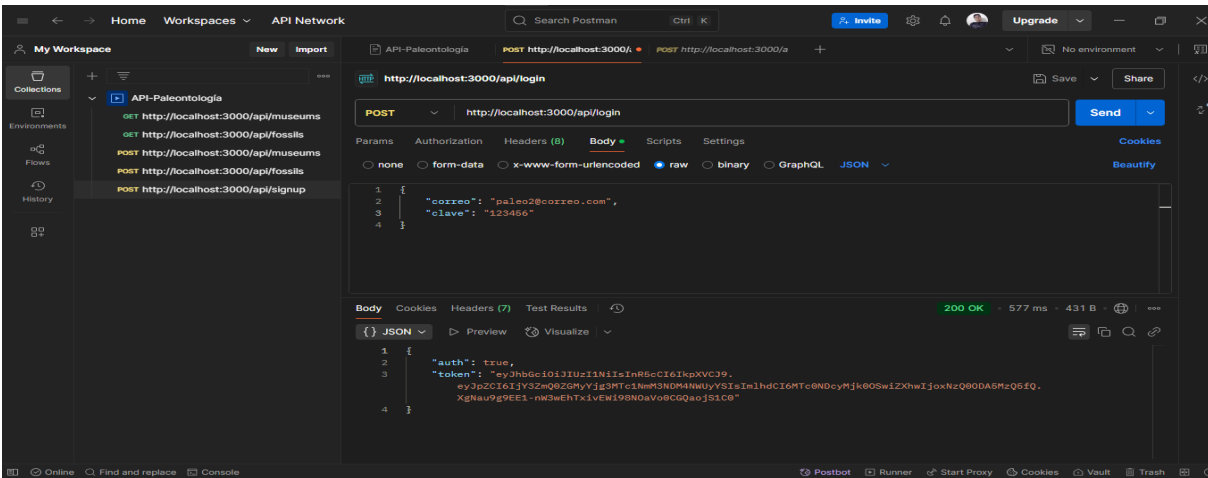 Home Workspaces API Network Search Postman Ctrl K Invite Upgrade
My Workspace New Import API-Paleontología POST http://localhost:3000/a POST http://localhost:3000/a + No environment
Collections
Environments
Flows
History
API-Paleontología
GET http://localhost:3000/api/museums
GET http://localhost:3000/api/fossils
POST http://localhost:3000/api/museums
POST http://localhost:3000/api/fossils
POST http://localhost:3000/api/signup
HTTP http://localhost:3000/api/login Save Share
POST http://localhost:3000/api/login Send
Params Authorization Headers (8) Body Scripts Settings Cookies
none form-data x-www-form-urlencoded raw binary GraphQL JSON Beautify
1 {
2 "correo": "paleo2@correo.com",
3 "clave": "123456"
4 }
Body Cookies Headers (7) Test Results 200 OK 577 ms 431 B
{} JSON Preview Visualize
1 {
2 "auth": true,
3 "token": "eyJhbGciOiJIUzI1NiIsInR5cCI6IkpXVCJ9.
eyJpZCI6IjY3ZmQ0ZGMyYjg3MTc1NmM3NDM4NWUyYSIsImlhdCI6MTc0NDcyMjk0OSwiZXhwIjoxNzQ0ODA5MzQ5fQ.
XgNau9g9EE1-nW3wEhTxivEWi98NOaVo0CGQaojS1C0"
4 }
Online Find and replace Console Postbot Runner Start Proxy Cookies Vault Trash